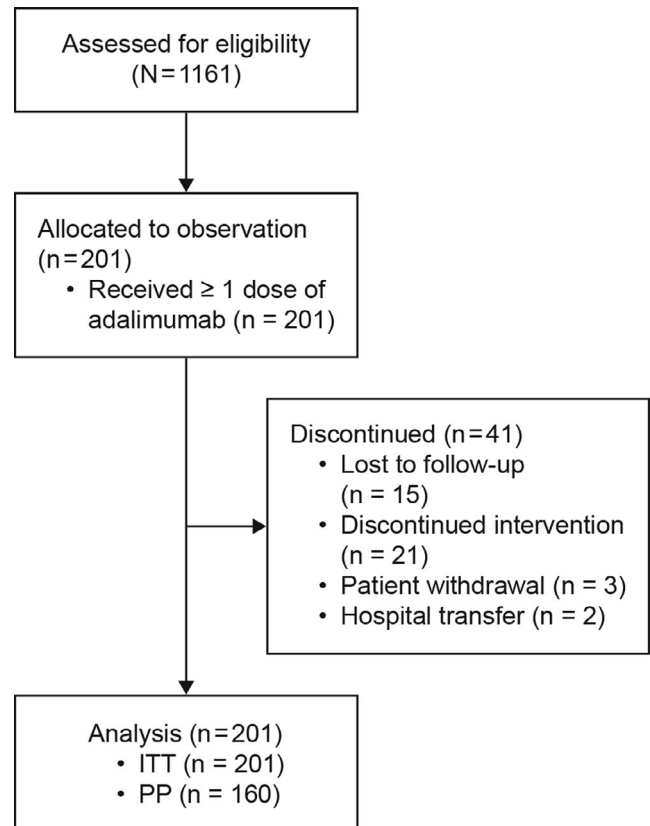 Assessed for eligibility
(N=1161)
Allocated to observation
(n=201)
• Received ≥ 1 dose of
adalimumab (n = 201)
Discontinued (n=41)
• Lost to follow-up
(n = 15)
• Discontinued intervention
(n = 21)
• Patient withdrawal (n = 3)
• Hospital transfer (n = 2)
Analysis (n=201)
• ITT (n = 201)
• PP (n = 160)